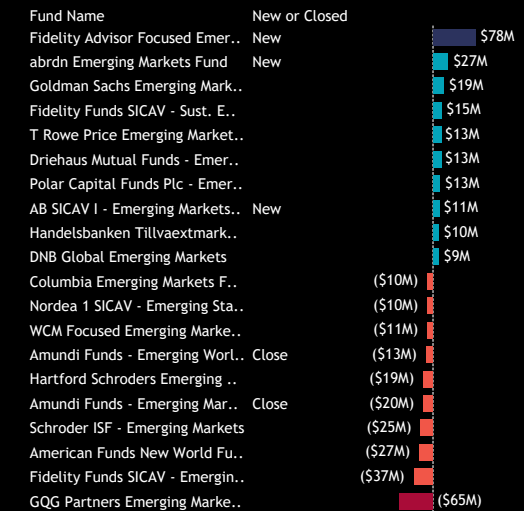 Fund Name New or Closed
Fidelity Advisor Focused Emer.. New $78M
abrdn Emerging Markets Fund New $27M
Goldman Sachs Emerging Mark.. $19M
Fidelity Funds SICAV - Sust. E.. $15M
T Rowe Price Emerging Market.. $13M
Driehaus Mutual Funds - Emer.. $13M
Polar Capital Funds Plc - Emer.. $13M
AB SICAV I - Emerging Markets.. New $11M
Handelsbanken Tillvaextmark.. $10M
DNB Global Emerging Markets $9M
Columbia Emerging Markets F.. ($10M)
Nordea 1 SICAV - Emerging Sta.. ($10M)
WCM Focused Emerging Marke.. ($11M)
Amundi Funds - Emerging Worl.. Close ($13M)
Hartford Schroders Emerging .. ($19M)
Amundi Funds - Emerging Mar.. Close ($20M)
Schroder ISF - Emerging Markets ($25M)
American Funds New World Fu.. ($27M)
Fidelity Funds SICAV - Emergin.. ($37M)
GQG Partners Emerging Marke.. ($65M)